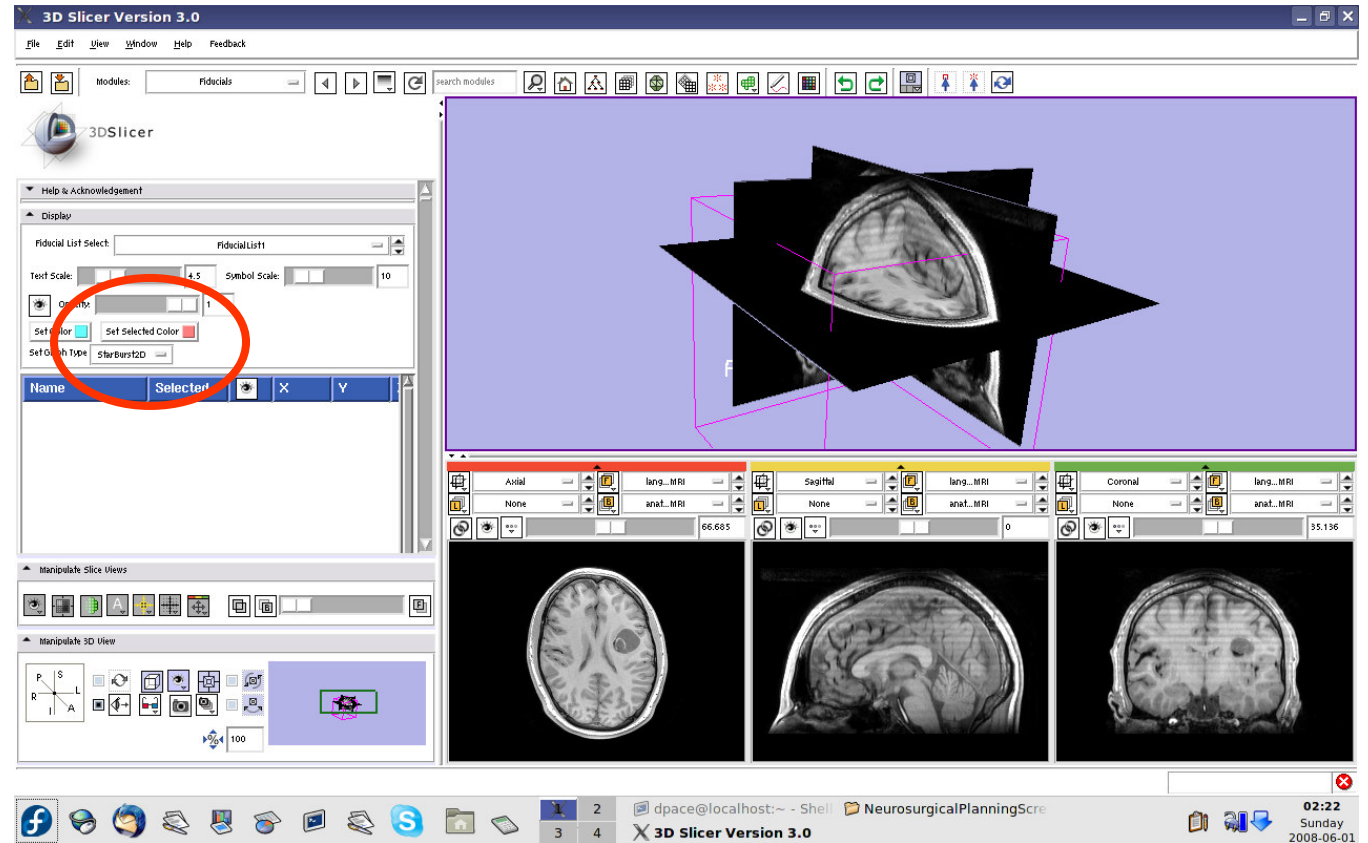 3D Slicer Version 3.0
File Edit View Window Help Feedback
Modules: Fiducials search modules
3DSlicer
Help & Acknowledgement
Display
Fiducial List Select: FiducialList1
Text Scale: 4.5 Symbol Scale: 10
1
Set Color Set Selected Color
Set Glyph Type StarBurst2D
Name Selected X Y
Axial lang...MRI Sagittal lang...MRI Coronal lang...MRI
None anat...MRI None anat...MRI None anat...MRI
66.685 0 35.136
Manipulate Slice Views
Manipulate 3D View
P S
R L
I A
100
1 2 dpace@localhost:~ - Shell NeurosurgicalPlanningScre
3 4 3D Slicer Version 3.0
02:22
Sunday
2008-06-01